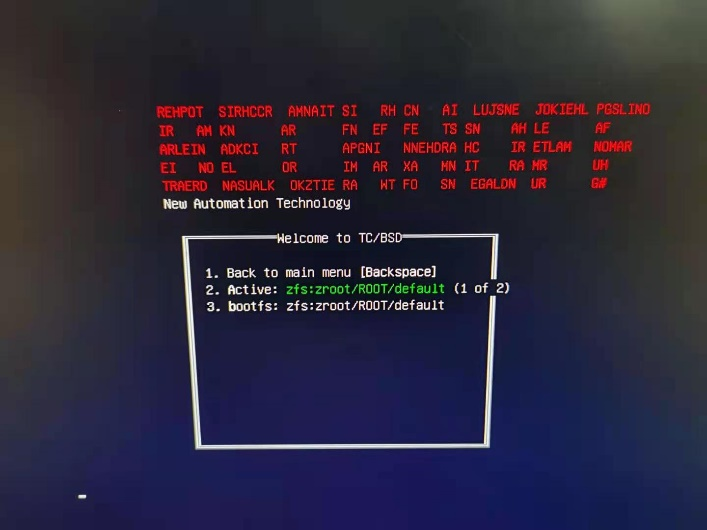 REHPOT SIRHCCR AMNAIT SI RH CN AI LUJSNE JOKIEHL PGSLINO
IR AM KN AR FN EF FE TS SN AH LE AF
ARLEIN ADKCI RT APGNI NNEHDRA HC IR ETLAM NOMAR
EI NO EL OR IM AR XA MN IT RA MR UH
TRAERD NASUALK OKZTIE RA WT FO SN EGALDN UR G#
New Automation Technology
Welcome to TC/BSD
1. Back to main menu [Backspace]
2. Active: zfs:zroot/ROOT/default (1 of 2)
3. bootfs: zfs:zroot/ROOT/default